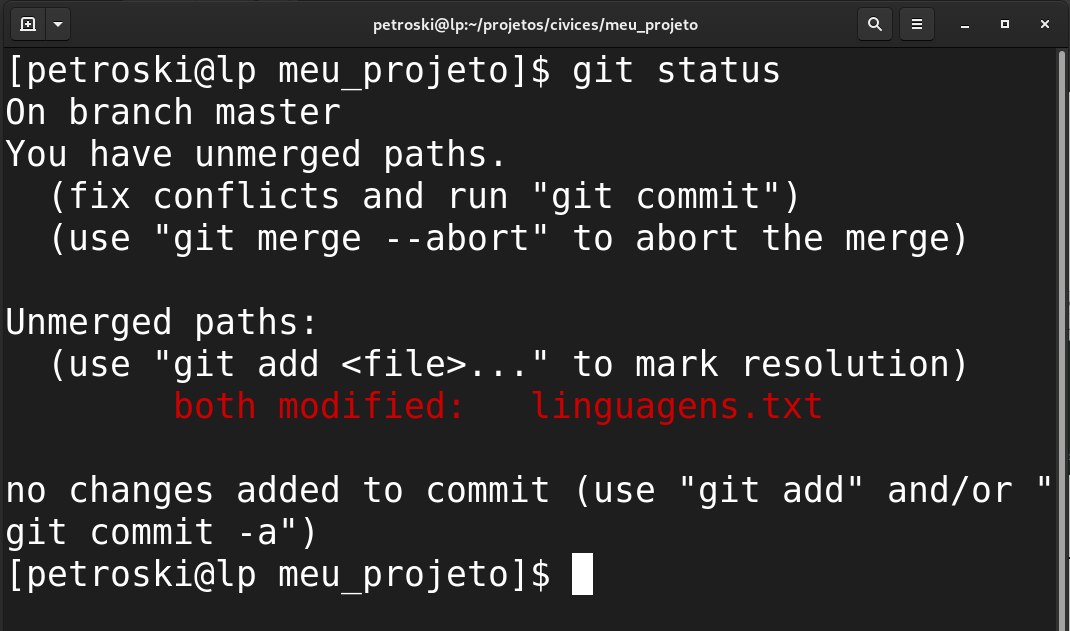 petroski@lp:~/projetos/civices/meu_projeto
[petroski@lp meu_projeto]$ git status
On branch master
You have unmerged paths.
  (fix conflicts and run "git commit")
  (use "git merge --abort" to abort the merge)

Unmerged paths:
  (use "git add <file>..." to mark resolution)
        both modified:   linguagens.txt

no changes added to commit (use "git add" and/or "
git commit -a")
[petroski@lp meu_projeto]$